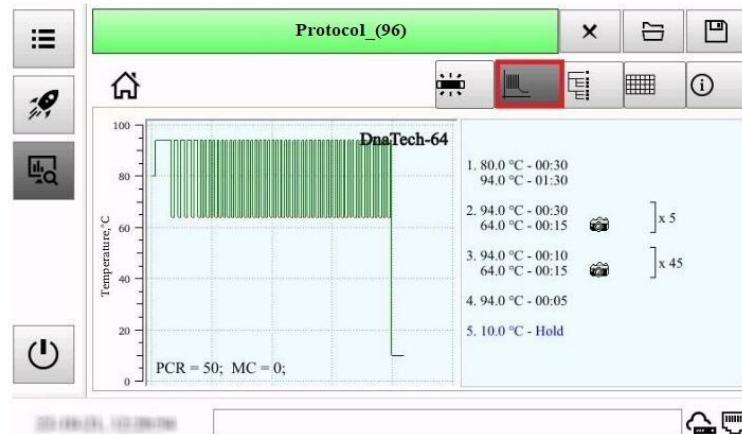 Protocol_(96)
DnaTech-64
100
80
60
40
20
0
Temperature,°C
PCR = 50; MC = 0;
1. 80.0 °C - 00:30
94.0 °C - 01:30
2. 94.0 °C - 00:30
64.0 °C - 00:15
x 5
3. 94.0 °C - 00:10
64.0 °C - 00:15
x 45
4. 94.0 °C - 00:05
5. 10.0 °C - Hold